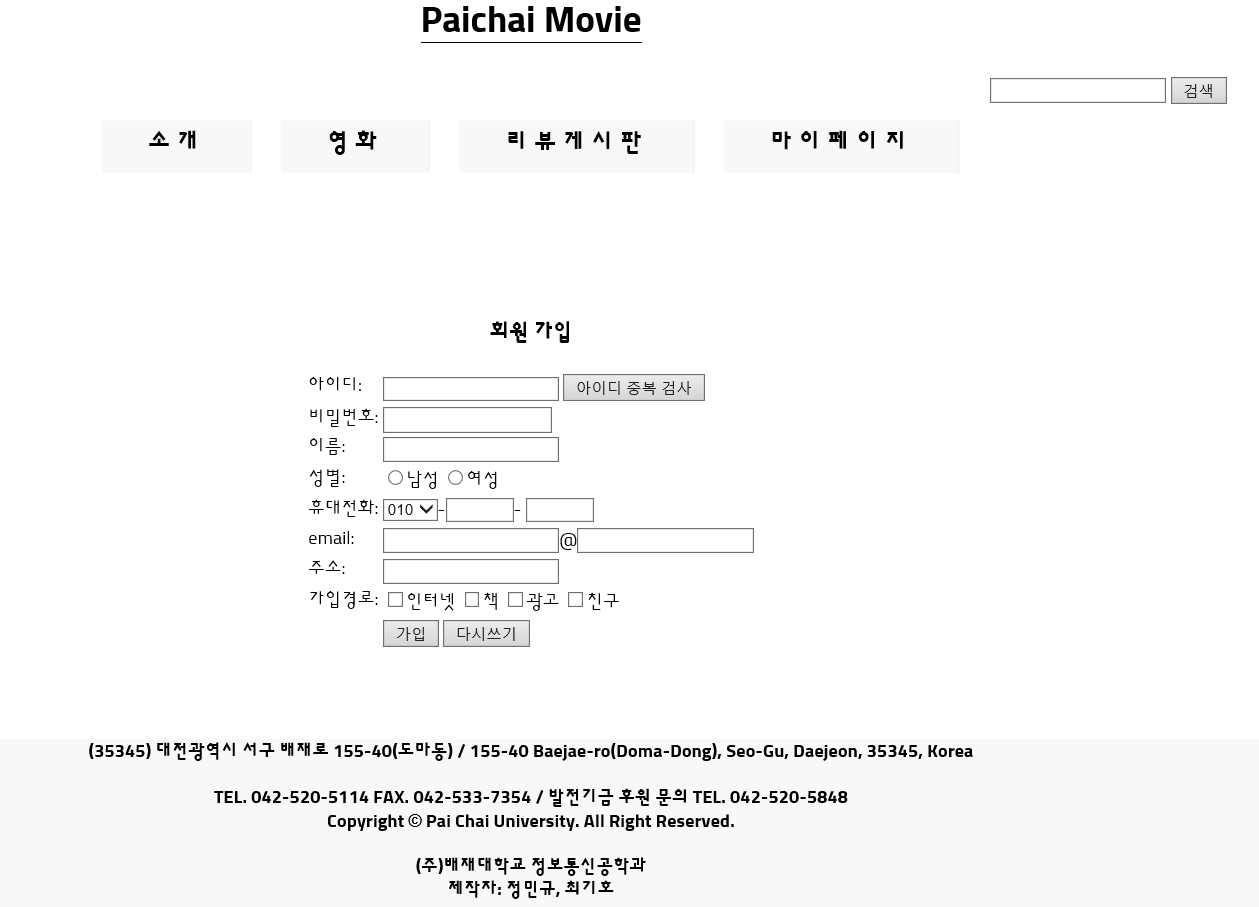 Paichai Movie
검색
소개 영화 리뷰게시판 마이페이지
회원 가입
아이디: 아이디 중복 검사
비밀번호:
이름:
성별: 남성 여성
휴대전화: 010 - -
email: @
주소:
가입경로: 인터넷 책 광고 친구
가입 다시쓰기
(35345) 대전광역시 서구 배재로 155-40(도마동) / 155-40 Baejae-ro(Doma-Dong), Seo-Gu, Daejeon, 35345, Korea
TEL. 042-520-5114 FAX. 042-533-7354 / 발전기금 후원 문의 TEL. 042-520-5848
Copyright © Pai Chai University. All Right Reserved.
(주)배재대학교 정보통신공학과
제작자: 정민규, 최기호